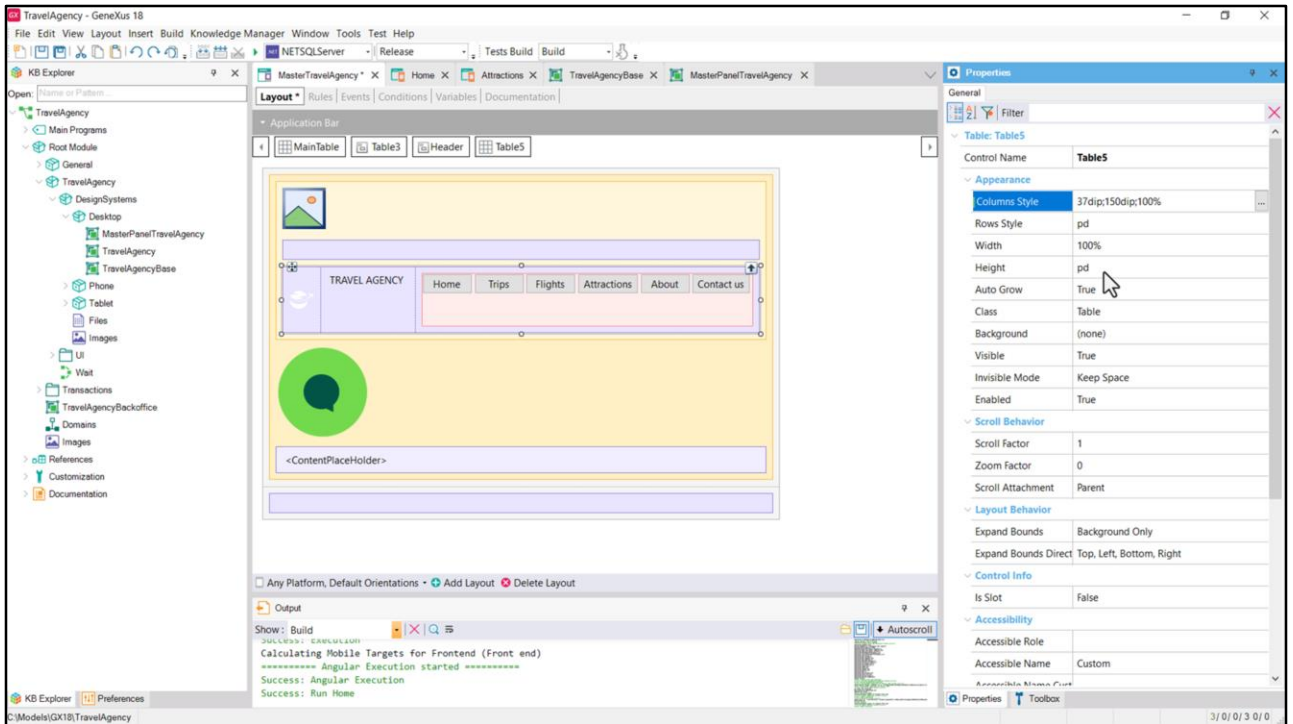 TravelAgency - GeneXus 18
File Edit View Layout Insert Build Knowledge Manager Window Tools Test Help
NETSQLServer Release Tests Build Build
KB Explorer
Open: Name or Pattern...
TravelAgency
Main Programs
Root Module
General
TravelAgency
DesignSystems
Desktop
MasterPanelTravelAgency
TravelAgency
TravelAgencyBase
Phone
Tablet
Files
Images
UI
Wait
Transactions
TravelAgencyBackoffice
Domains
Images
References
Customization
Documentation
KB Explorer Preferences
MasterTravelAgency * X Home X Attractions X TravelAgencyBase X MasterPanelTravelAgency X
Layout * Rules Events Conditions Variables Documentation
Application Bar
MainTable Table3 Header Table5
TRAVEL AGENCY Home Trips Flights Attractions About Contact us
<ContentPlaceHolder>
Any Platform, Default Orientations Add Layout Delete Layout
Output
Show: Build Autoscroll
Success: Execution
Calculating Mobile Targets for Frontend (Front end)
========== Angular Execution started ==========
Success: Angular Execution
Success: Run Home
Properties
General
Filter
Table: Table5
Control Name Table5
Appearance
Columns Style 37dip;150dip;100% ...
Rows Style pd
Width 100%
Height pd
Auto Grow True
Class Table
Background (none)
Visible True
Invisible Mode Keep Space
Enabled True
Scroll Behavior
Scroll Factor 1
Zoom Factor 0
Scroll Attachment Parent
Layout Behavior
Expand Bounds Background Only
Expand Bounds Direct Top, Left, Bottom, Right
Control Info
Is Slot False
Accessibility
Accessible Role
Accessible Name Custom
Accessible Name Cust
Properties Toolbox
C:\Models\GX18\TravelAgency
3/ 0/ 0/ 3 0/ 0